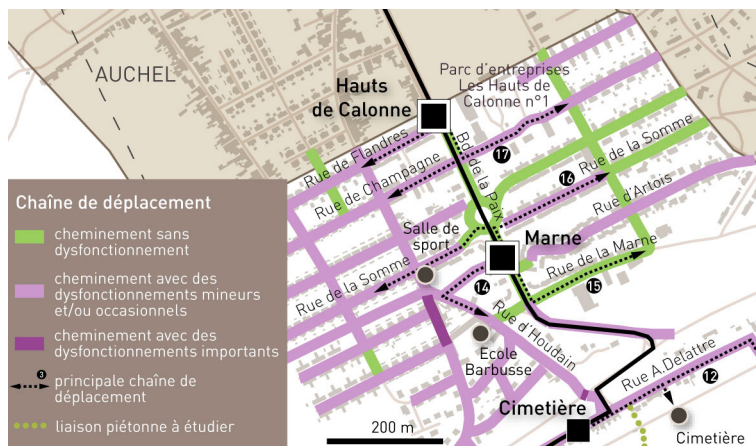 AUCHEL
Hauts
de Calonne
Parc d'entreprises
Les Hauts de
Calonne n°1
Rue de Flandres
Rue de Champagne
Bd de la Paix
17
Rue de la Somme
16
Rue d'Arlois
Salle de
sport
Marne
Rue de la Marne
Rue de la Somme
14
15
Rue d'Houdain
Ecole
Barbusse
Rue A.Delattre
12
Cimetière
Cimetière
200 m
Chaîne de déplacement
cheminement sans
dysfonctionnement
cheminement avec des
dysfonctionnements mineurs
et/ou occasionnels
cheminement avec des
dysfonctionnements importants
3
principale chaîne de
déplacement
liaison piétonne à étudier